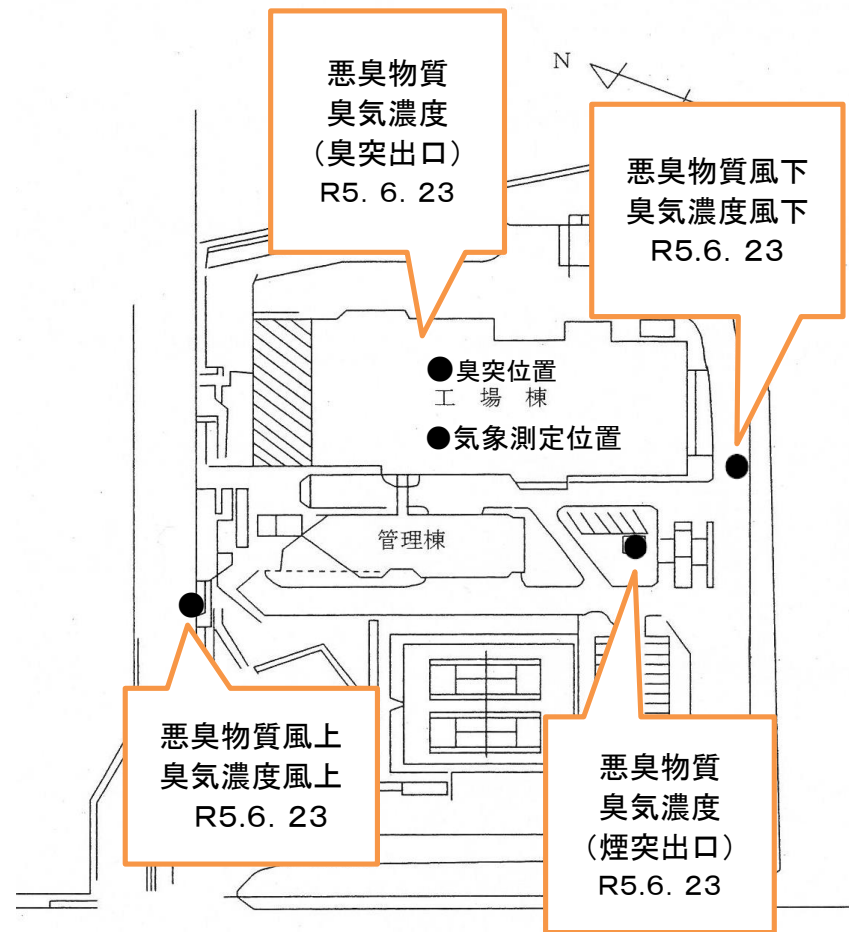 N
悪臭物質
臭気濃度
（臭突出口）
R5. 6. 23
悪臭物質風下
臭気濃度風下
R5.6. 23
●臭突位置
工 場 棟
●気象測定位置
管理棟
悪臭物質風上
臭気濃度風上
R5.6. 23
悪臭物質
臭気濃度
（煙突出口）
R5.6. 23